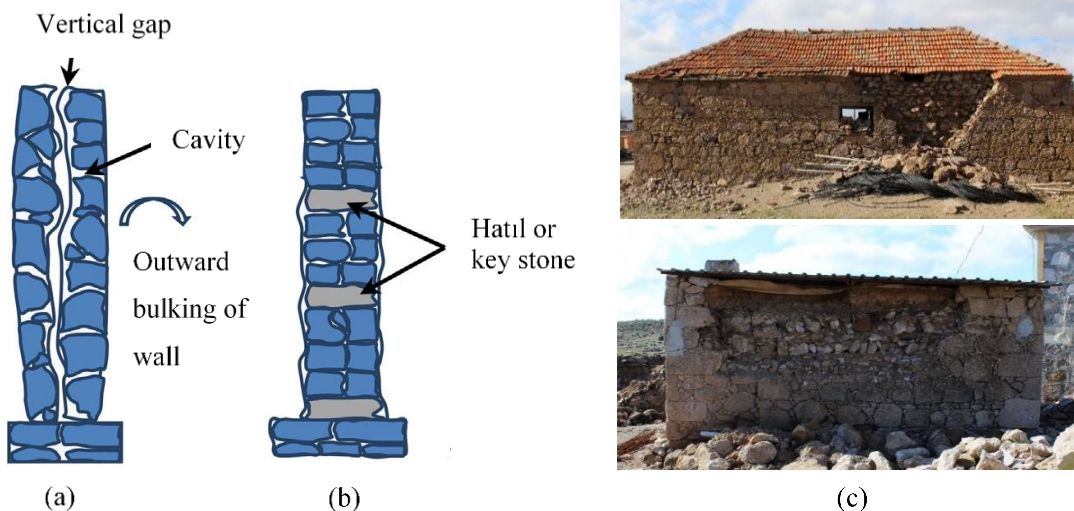 Vertical gap
Cavity
Outward
bulking of
wall
Hatıl or
key stone
(a)
(b)
(c)